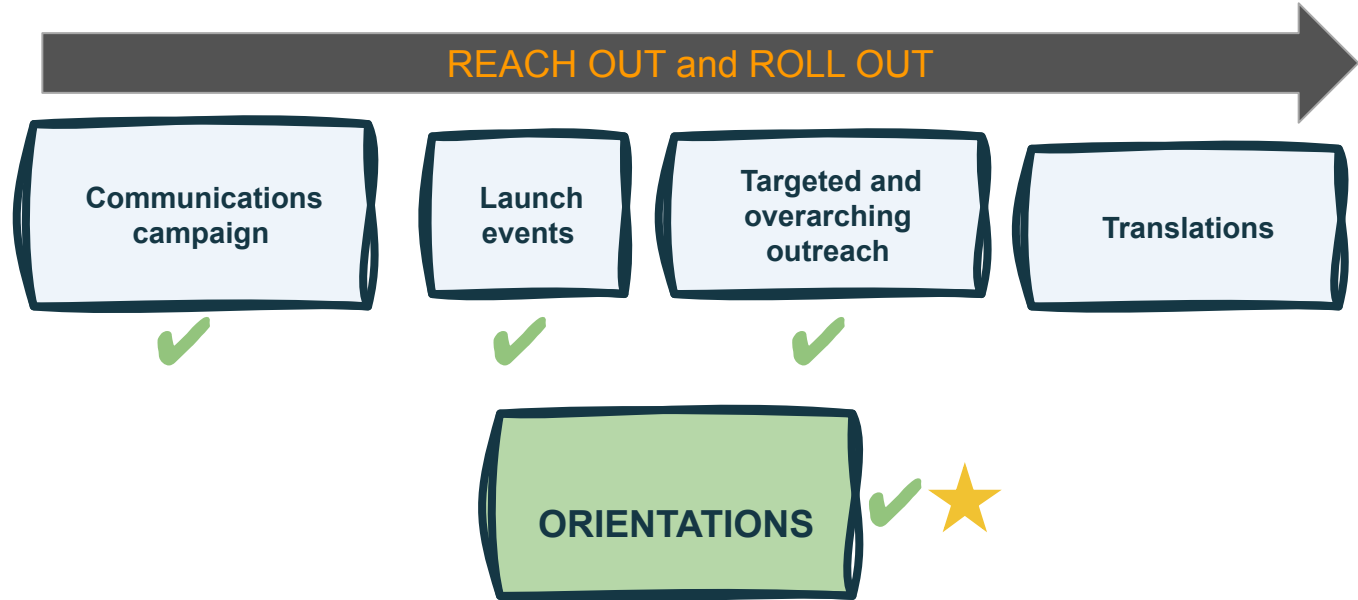 REACH OUT and ROLL OUT
Communications
campaign
Launch
events
Targeted and
overarching
outreach
Translations
ORIENTATIONS